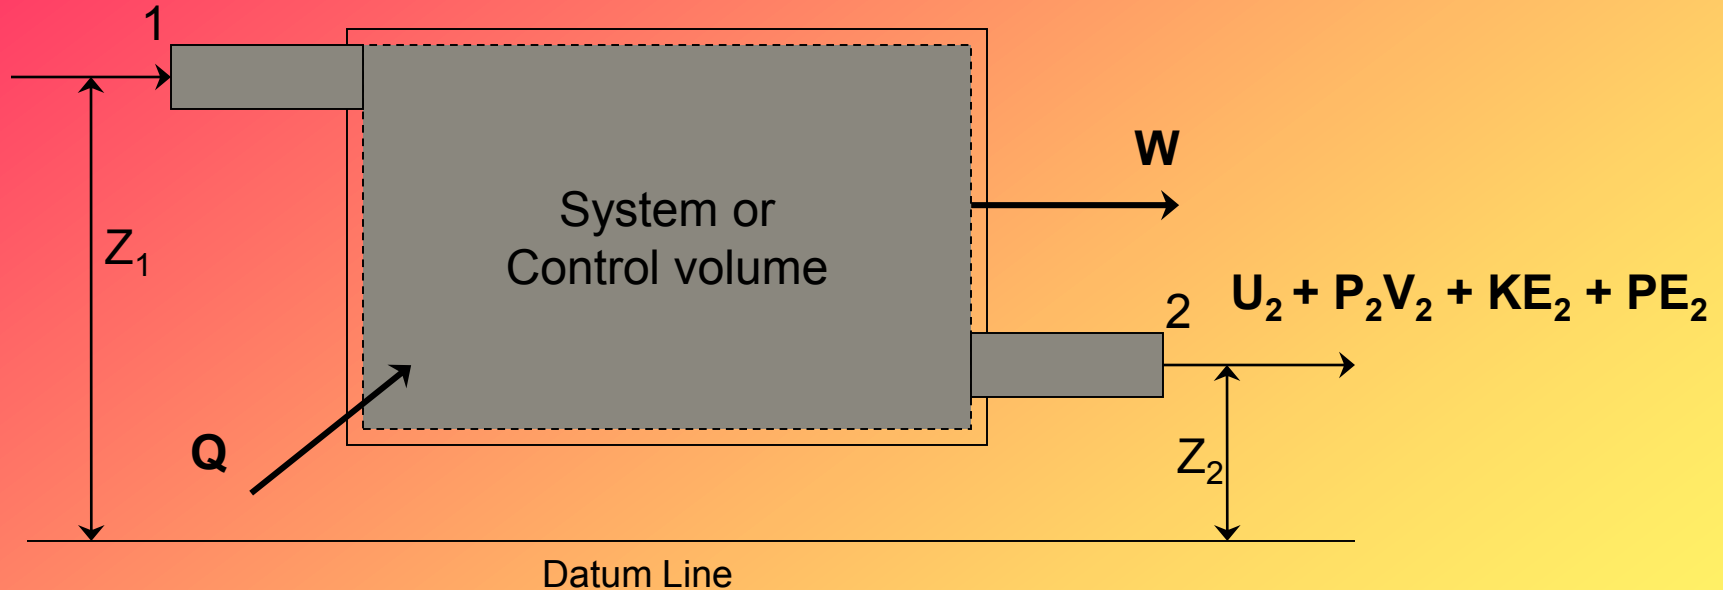 1
W
System or
Control volume
Z₁
2 U₂ + P₂V₂ + KE₂ + PE₂
Q
Z₂
Datum Line